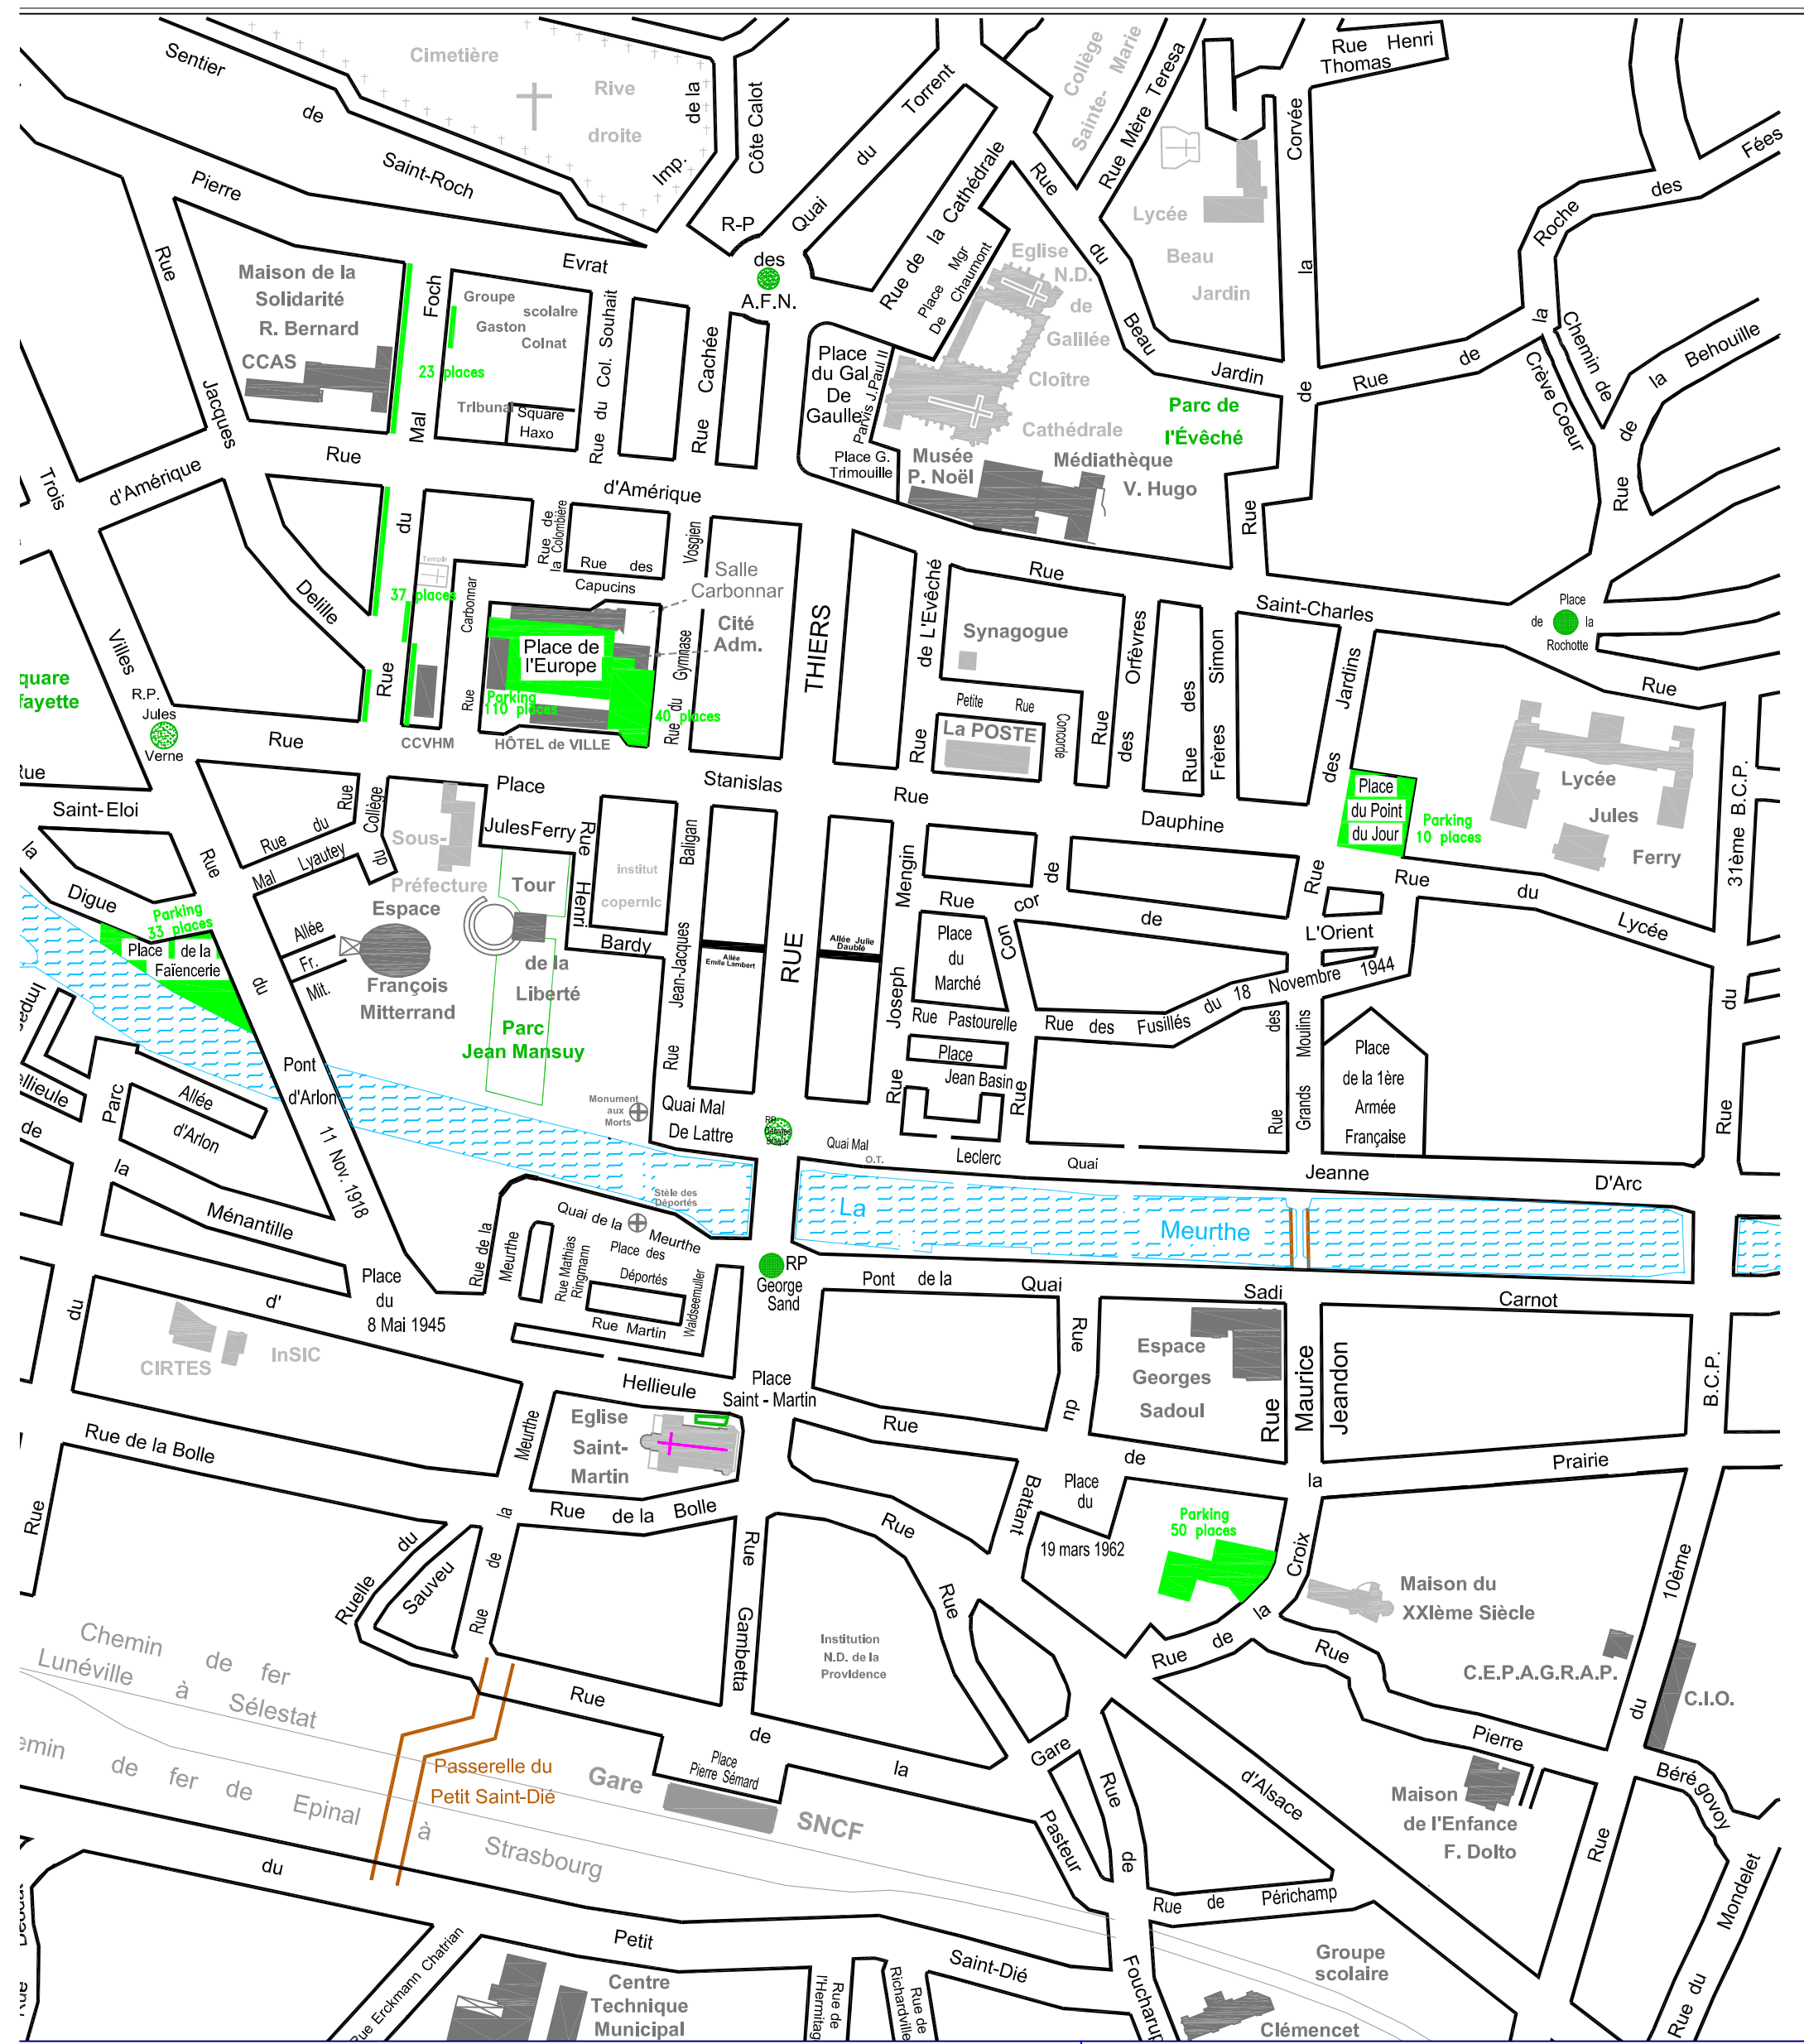 Sentier
de
Saint-Roch
Cimetière
Rive
droite
Imp.
de la
Côte Calot
R-P
des
A.F.N.
Quai
du
Torrent
Rue de la Cathédrale
Place
Mgr
De
Chaumont
Collège
Sainte-
Marie
Rue Mère Teresa
Rue
du
Beau
Jardin
Lycée
Beau
Jardin
Rue Henri
Thomas
Corvée
la
de
Rue
Rue
de
la
Roche
des
Fées
Chemin de
Crève Coeur
la
Behouille
de
Rue
Pierre
Evrat
Rue
Jacques
Delille
Maison de la
Solidarité
R. Bernard
CCAS
Foch
Mal
du
Rue
23 places
Groupe
scolaire
Gaston
Colnat
Tribunal
Square
Haxo
Rue du Col. Souhait
Rue Cachée
Place
du Gal
De
Gaulle
Parvis J.Paul II
Place G.
Trimouille
Eglise
N.D.
de
Galilée
Cloître
Cathédrale
Musée
P. Noël
Médiathèque
V. Hugo
Parc de
l'Évêché
Trois
Villes
d'Amérique
Rue
d'Amérique
37 places
Temple
Carbonnar
Rue
Rue de
la Colombière
Rue des
Capucins
Vosgien
Gymnase
Rue du
Salle
Carbonnar
Cité
Adm.
Place de
l'Europe
Parking
110 places
40 places
CCVHM
HÔTEL de VILLE
THIERS
RUE
Rue de L'Evêché
Synagogue
Petite Rue
Concorde
La POSTE
Rue des Orfèvres
Rue des
Frères Simon
Rue
Saint-Charles
Jardins
des
Rue
Place
de la
Rochotte
Rue
Lycée
Jules
Ferry
Place
du Point
du Jour
Parking
10 places
31ème B.C.P.
du
Rue
quare
fayette
R.P.
Jules
Verne
Rue
Saint-Eloi
Rue
Place
Stanislas
Rue
Dauphine
Rue
du
Lycée
la
Digue
Parking
33 places
Place de la
Faïencerie
Rue
du
Rue du
Mal Lyautey
Rue
du
Collège
Sous-
Préfecture
Jules Ferry
Rue
Henri
Bardy
institut
copernic
Baligan
Jean-Jacques
Rue
Allée
Emile Lambert
Allée Julie
Daublé
Tour
de la
Liberté
Espace
François
Mitterrand
Allée
Fr.
Mit.
Parc
Jean Mansuy
Mengin
Joseph
Rue
Rue
Place
du
Marché
cor
de
de
L'Orient
Rue Pastourelle
Place
Jean Basin
Rue
Rue des Fusillés du 18 Novembre 1944
Rue
des
Grands Moulins
Place
de la 1ère
Armée
Française
Pont
d'Arlon
11 Nov. 1918
Parc
Allée
d'Arlon
de
la
Ménantille
Monument
aux
Morts
Quai Mal
De Lattre
Quai Mal
Leclerc
O.T.
Quai
Jeanne
D'Arc
La
Meurthe
Stèle des
Déportés
Quai de la
Meurthe
Rue de la
Meurthe
Rue Mathias
Ringmann
Place des
Déportés
Rue Martin
Waldseemuller
RP
George
Sand
Pont de la
Quai
Sadi
Carnot
Place
du
8 Mai 1945
d'
Hellieule
CIRTES
InSIC
Place
Saint - Martin
Eglise
Saint-
Martin
Rue
de
la
Prairie
Rue
du
Battant
Espace
Georges
Sadoul
Rue
Maurice
Jeandon
B.C.P.
10ème
du
Rue
Rue de la Bolle
Rue
de la Bolle
Meurthe
la
de
Rue
Ruelle
du
Sauveu
Rue
Gambetta
Institution
N.D. de la
Providence
Place
du
19 mars 1962
Parking
50 places
Croix
la
de
Rue
Rue
Pierre
Bérégovoy
Maison du
XXIème Siècle
C.E.P.A.G.R.A.P.
C.I.O.
Maison
de l'Enfance
F. Dolto
Chemin
de fer
Lunéville
à
Sélestat
de fer de
Epinal
à
Strasbourg
Passerelle du
Petit Saint-Dié
Rue
de
la
Gare
Gare
SNCF
Place
Pierre Sémard
Rue
Rue
Pasteur
d'Alsace
Rue
de
Foucharup
Rue de Périchamp
du
Petit
Saint-Dié
Rue Erckmann Chatrian
Centre
Technique
Municipal
Rue de
Rue de
Richardville
Groupe
scolaire
Clémencet
Rue du
Mondelet